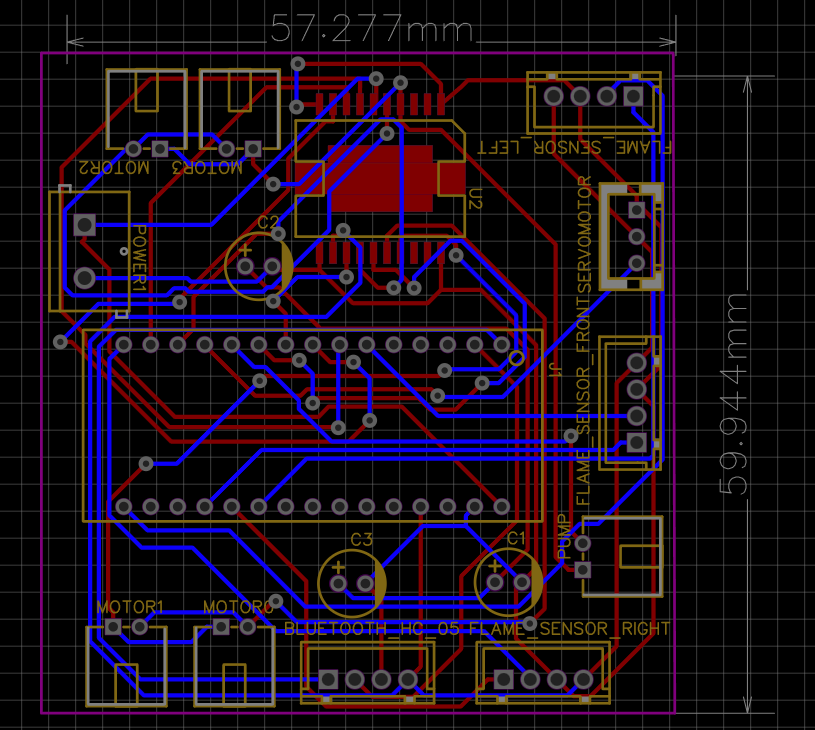 57.277mm
FLAME_SENSOR_LEFT
MOTOR2
MOTOR3
U2
C2
POWER1
SERVOMOTOR
FLAME_SENSOR_FRONT
J1
59.944mm
PUMP
C3
C1
MOTOR1
MOTOR
BLUETOOTH_HC_05
FLAME_SENSOR_RIGHT